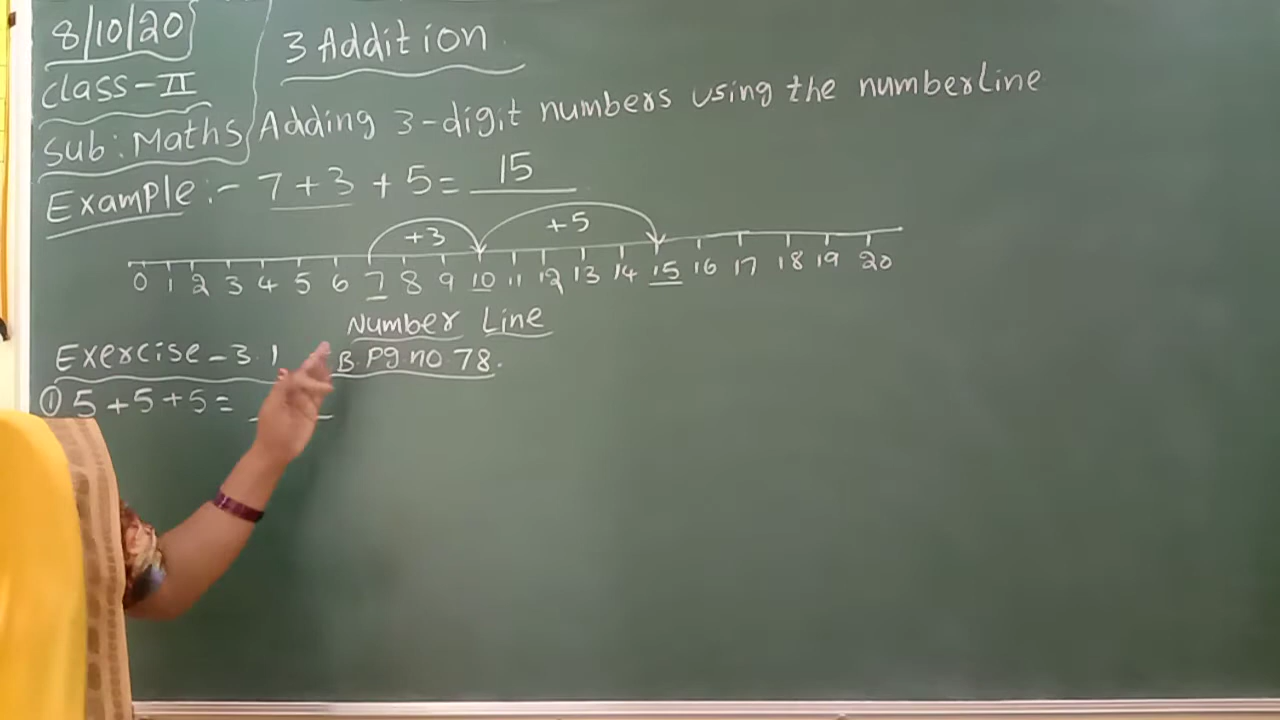 8/10/20
Class-II
Sub: Maths
3 Addition
Adding 3-digit numbers using the numberline
Example:- 7+3+5= 15
+3 +5
0 1 2 3 4 5 6 7 8 9 10 11 12 13 14 15 16 17 18 19 20
Number Line
Exercise-3.1 B.Pg no.78.
① 5+5+5=